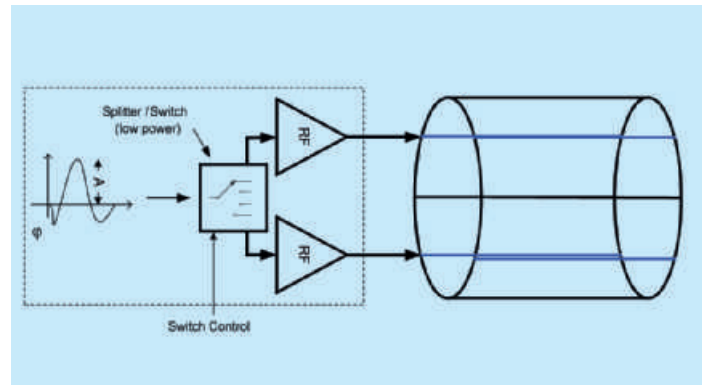 Splitter /Switch
(low power)
RF
A
φ
RF
Switch Control